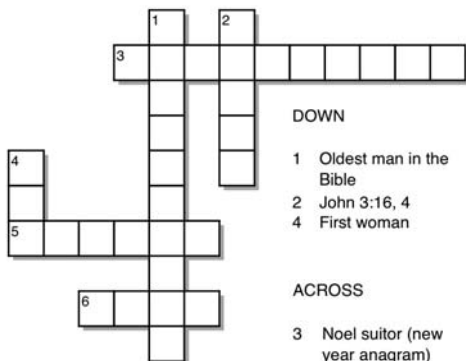 1
2
3
4
5
6
DOWN
1 Oldest man in the
Bible
2 John 3:16, 4
4 First woman
ACROSS
3 Noel suitor (new
year anagram)